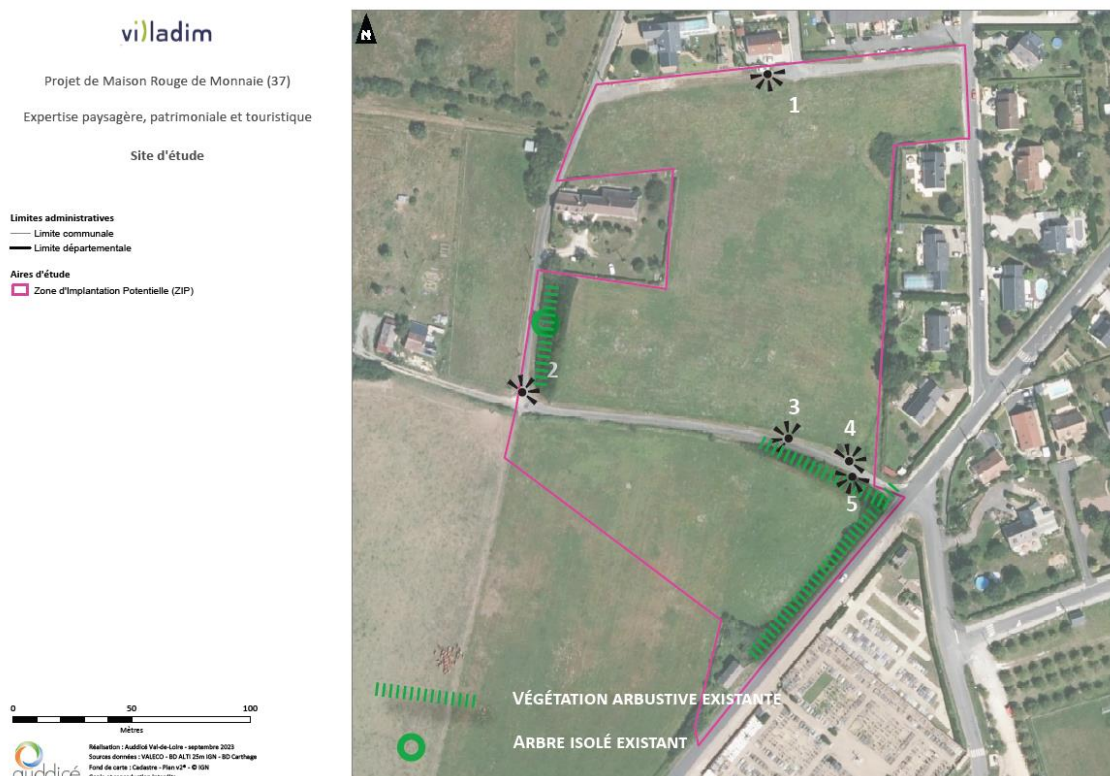 villadim
Projet de Maison Rouge de Monnaie (37)
Expertise paysagère, patrimoniale et touristique
Site d'étude
Limites administratives
Limite communale
Limite départementale
Aires d'étude
Zone d'Implantation Potentielle (ZIP)
N
1
2
3
4
5
VÉGÉTATION ARBUSTIVE EXISTANTE
ARBRE ISOLÉ EXISTANT
0 50 100
Mètres
auddicé
Réalisation : Auddicé Val-de-Loire - septembre 2023
Sources données : VALECO - BD ALTI 25m IGN - BD Carthage
Fond de carte : Cadastre - Plan v2® - © IGN